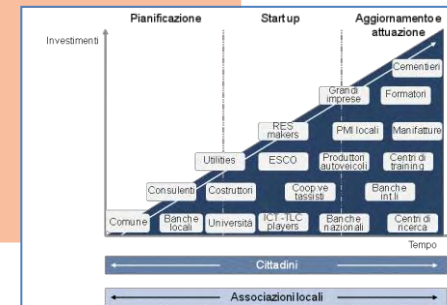 Pianificazione
Startup
Aggiornamento e
attuazione
Investimenti
Cementieri
Grandi
imprese
Formatori
RES
makers
PMI locali
Manifatture
Utilities
ESCO
Produttori
autoveicoli
Centri di
training
Consulenti
Costruttori
Coop.ve
tassisti
Banche
int.li
Comune
Banche
locali
Università
ICT -TLC
players
Banche
nazionali
Centri di
ricerca
Tempo
Cittadini
Associazioni locali